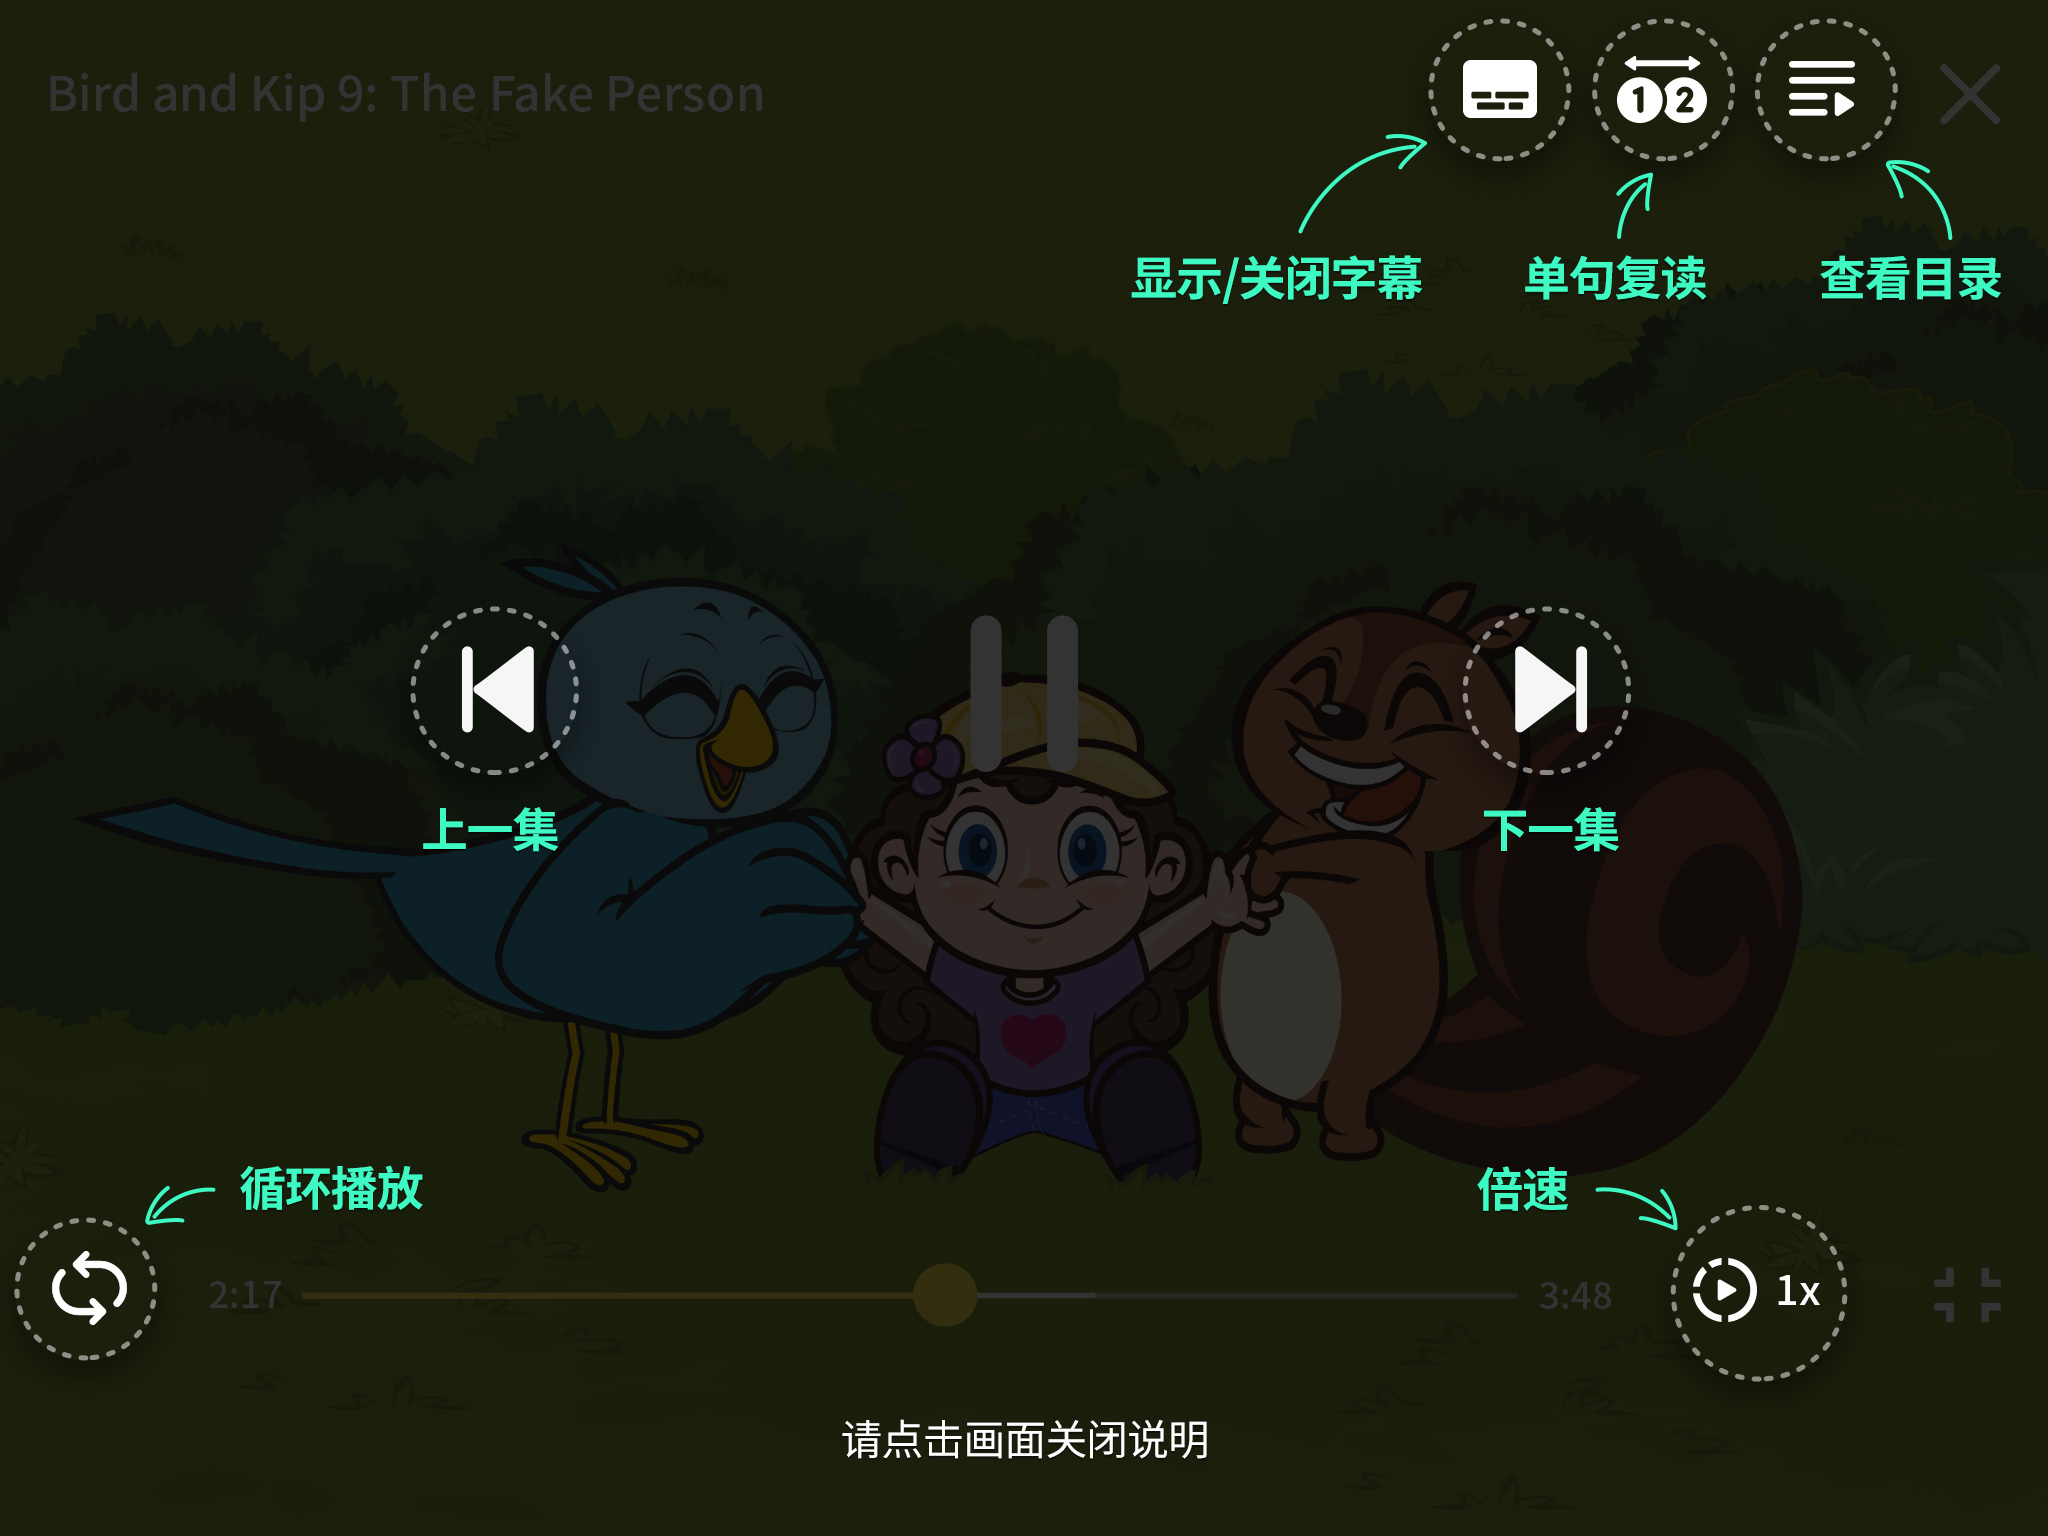 Bird and Kip 9: The Fake Person
1 2
显示/关闭字幕
单句复读
查看目录
上一集
下一集
循环播放
倍速
2:17
3:48
1x
请点击画面关闭说明